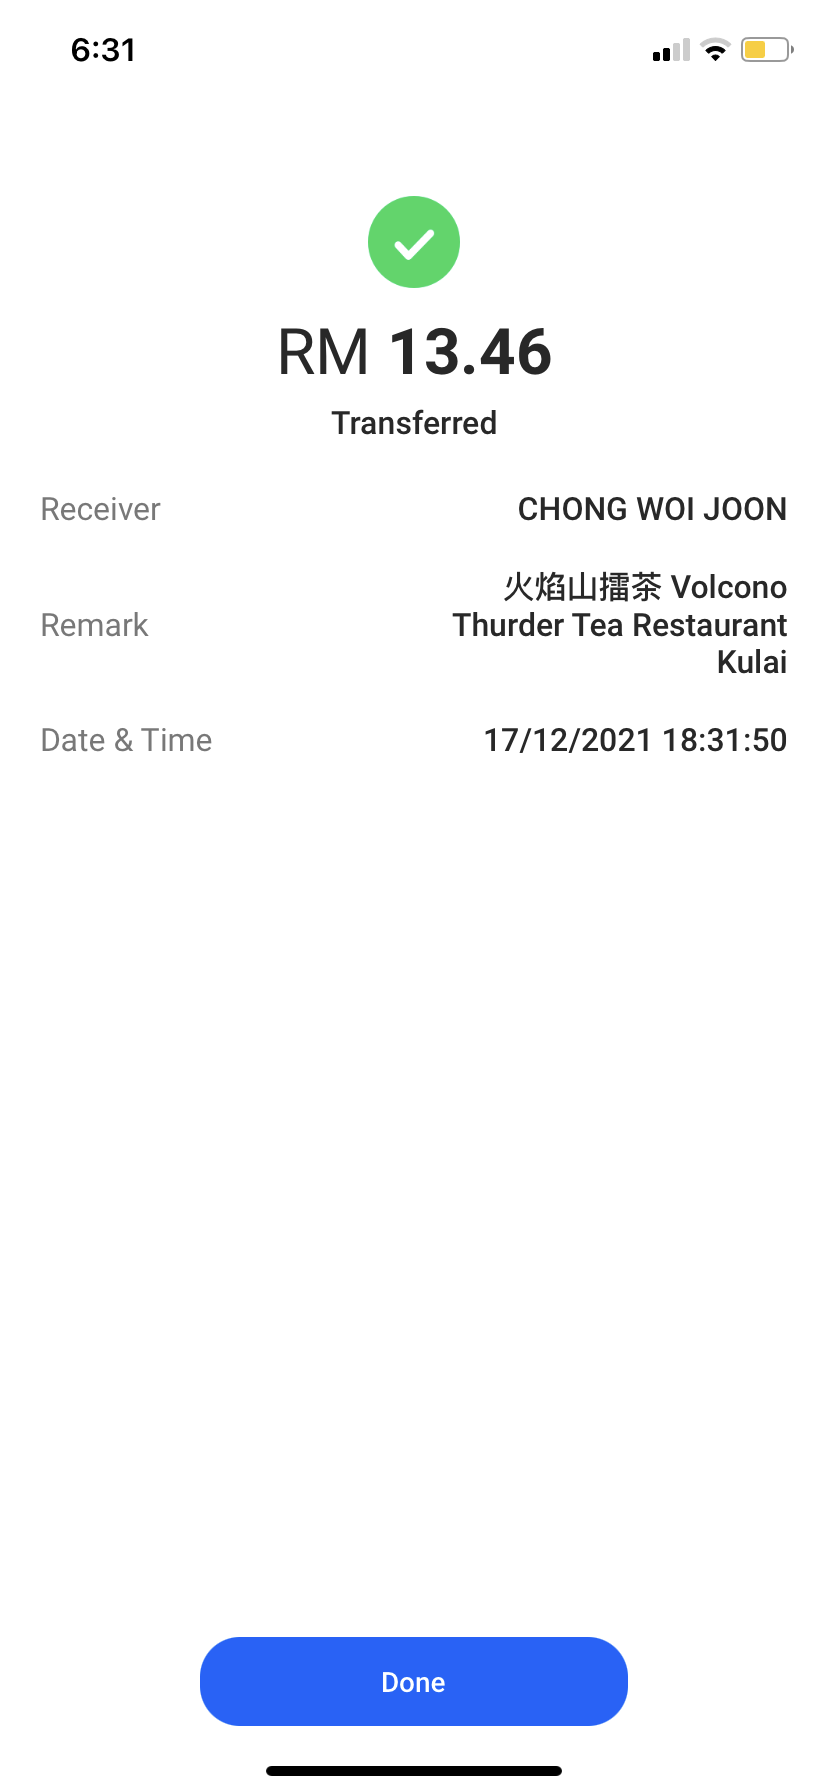 6:31
RM 13.46
Transferred
Receiver
CHONG WOI JOON
Remark
火焰山擂茶 Volcono
Thurder Tea Restaurant
Kulai
Date & Time
17/12/2021 18:31:50
Done